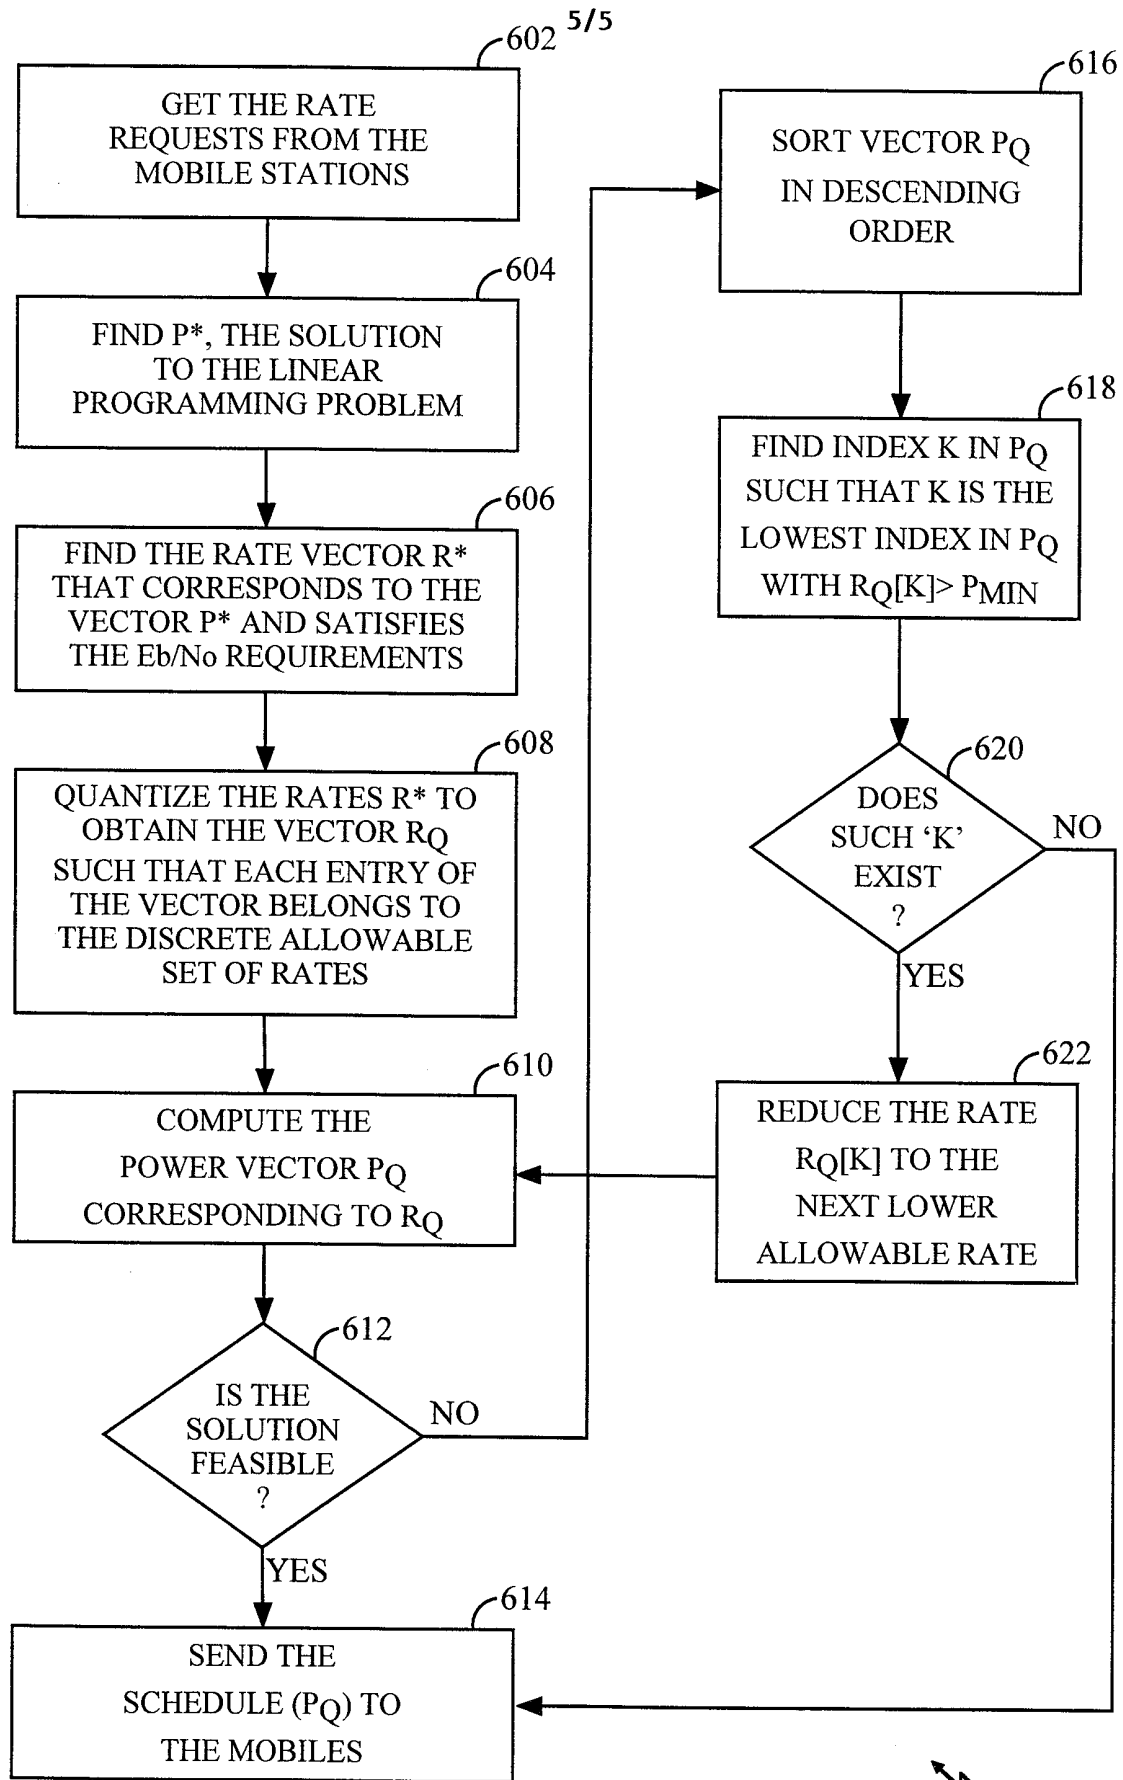 5/5
602
GET THE RATE
REQUESTS FROM THE
MOBILE STATIONS
604
FIND P*, THE SOLUTION
TO THE LINEAR
PROGRAMMING PROBLEM
606
FIND THE RATE VECTOR R*
THAT CORRESPONDS TO THE
VECTOR P* AND SATISFIES
THE Eb/No REQUIREMENTS
608
QUANTIZE THE RATES R* TO
OBTAIN THE VECTOR RQ
SUCH THAT EACH ENTRY OF
THE VECTOR BELONGS TO
THE DISCRETE ALLOWABLE
SET OF RATES
610
COMPUTE THE
POWER VECTOR PQ
CORRESPONDING TO RQ
612
IS THE
SOLUTION
FEASIBLE
?
NO
YES
614
SEND THE
SCHEDULE (PQ) TO
THE MOBILES
616
SORT VECTOR PQ
IN DESCENDING
ORDER
618
FIND INDEX K IN PQ
SUCH THAT K IS THE
LOWEST INDEX IN PQ
WITH RQ[K]> PMIN
620
DOES
SUCH ‘K’
EXIST
?
NO
YES
622
REDUCE THE RATE
RQ[K] TO THE
NEXT LOWER
ALLOWABLE RATE